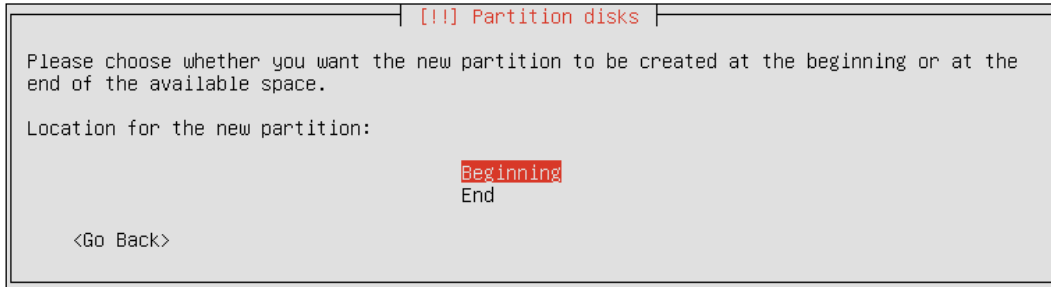 [!!] Partition disks
Please choose whether you want the new partition to be created at the beginning or at the
end of the available space.
Location for the new partition:
Beginning
End
<Go Back>